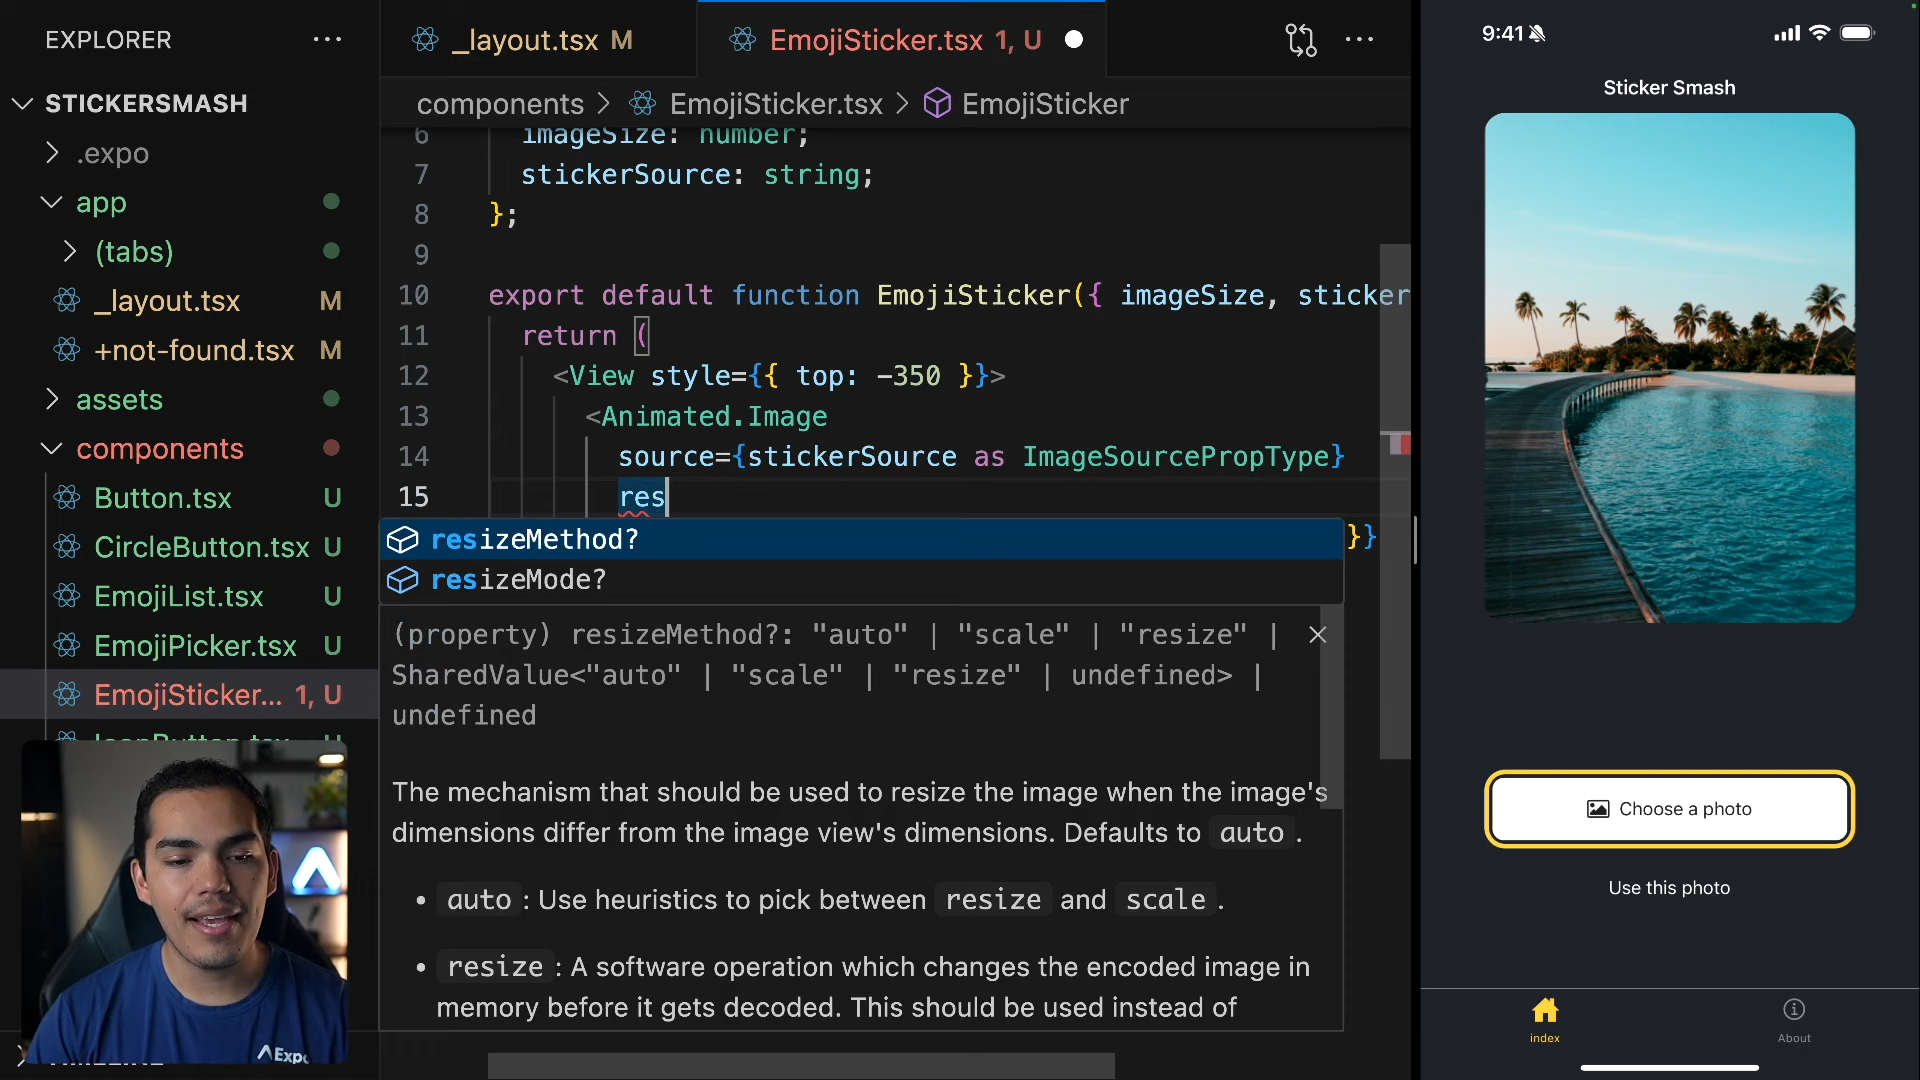 EXPLORER
STICKERSMASH
.expo
app
(tabs)
_layout.tsx M
+not-found.tsx M
assets
components
Button.tsx U
CircleButton.tsx U
EmojiList.tsx U
EmojiPicker.tsx U
EmojiSticker... 1, U
Expo
_layout.tsx M
EmojiSticker.tsx 1, U
components > EmojiSticker.tsx > EmojiSticker
6 imageSize: number;
7 stickerSource: string;
8 };
9
10 export default function EmojiSticker({ imageSize, sticker
11 return (
12 <View style={{ top: -350 }}>
13 <Animated.Image
14 source={stickerSource as ImageSourcePropType}
15 res
resizeMethod?
}}
resizeMode?
(property) resizeMethod?: "auto" | "scale" | "resize" |
SharedValue<"auto" | "scale" | "resize" | undefined> |
undefined
The mechanism that should be used to resize the image when the image's
dimensions differ from the image view's dimensions. Defaults to auto .
• auto : Use heuristics to pick between resize and scale .
• resize : A software operation which changes the encoded image in
memory before it gets decoded. This should be used instead of
9:41
Sticker Smash
Choose a photo
Use this photo
index
About